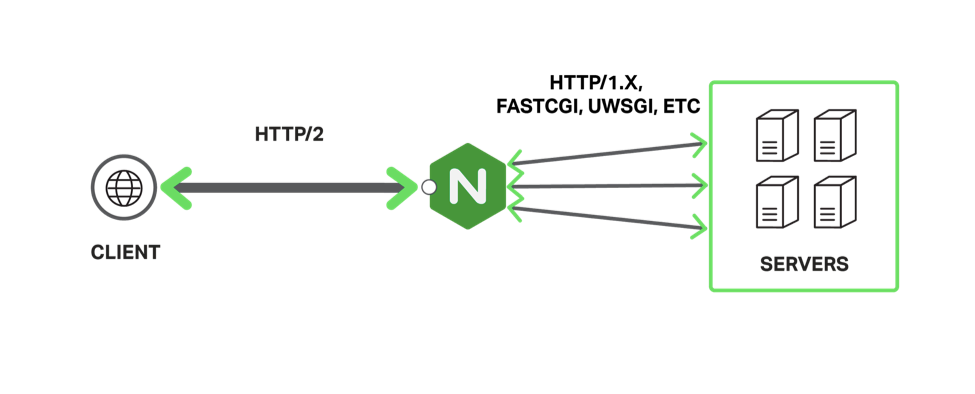 HTTP/1.X,
FASTCGI, UWSGI, ETC
HTTP/2
N
CLIENT
SERVERS